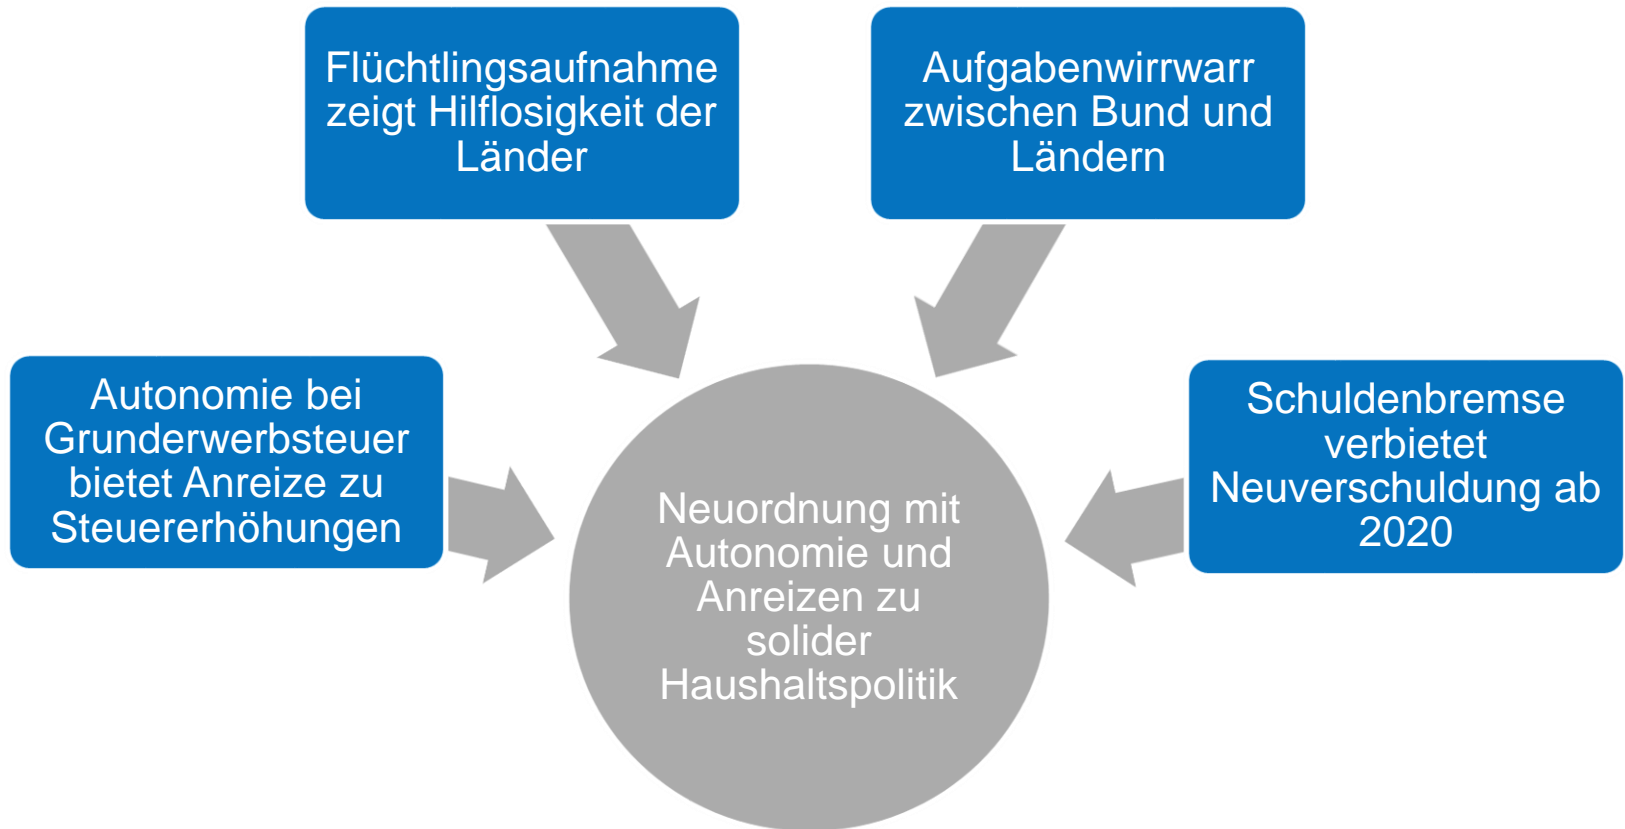 Flüchtlingsaufnahme
zeigt Hilflosigkeit der
Länder
Aufgabenwirrwarr
zwischen Bund und
Ländern
Autonomie bei
Grunderwerbsteuer
bietet Anreize zu
Steuererhöhungen
Schuldenbremse
verbietet
Neuverschuldung ab
2020
Neuordnung mit
Autonomie und
Anreizen zu
solider
Haushaltspolitik